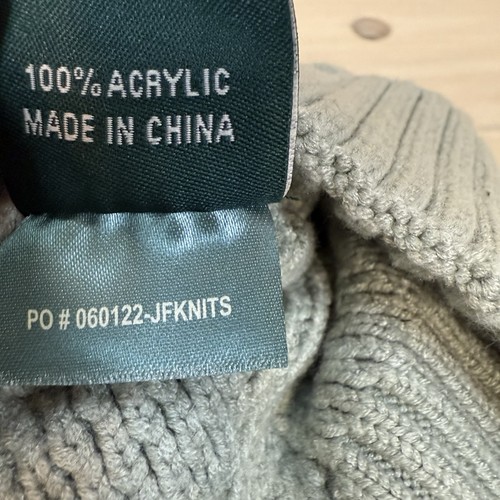 100% ACRYLIC
MADE IN CHINA
PO # 060122-JFKNITS